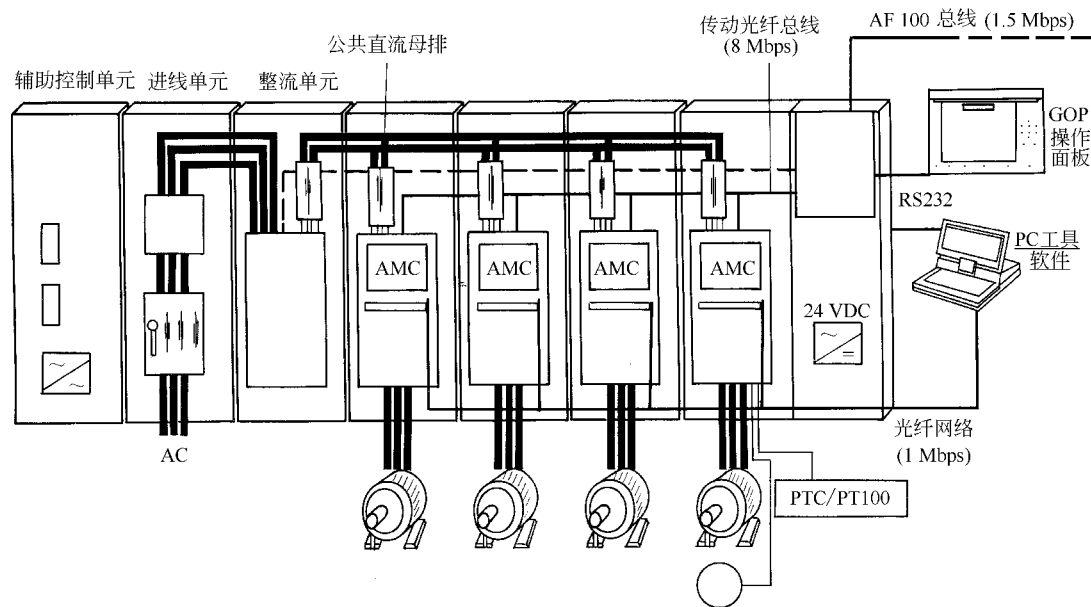 AF 100 总线 (1.5 Mbps)
传动光纤总线
(8 Mbps)
公共直流母排
辅助控制单元
进线单元
整流单元
GOP
操作
面板
RS232
PC工具
软件
AMC
AMC
AMC
AMC
24 VDC
AC
光纤网络
(1 Mbps)
PTC/PT100